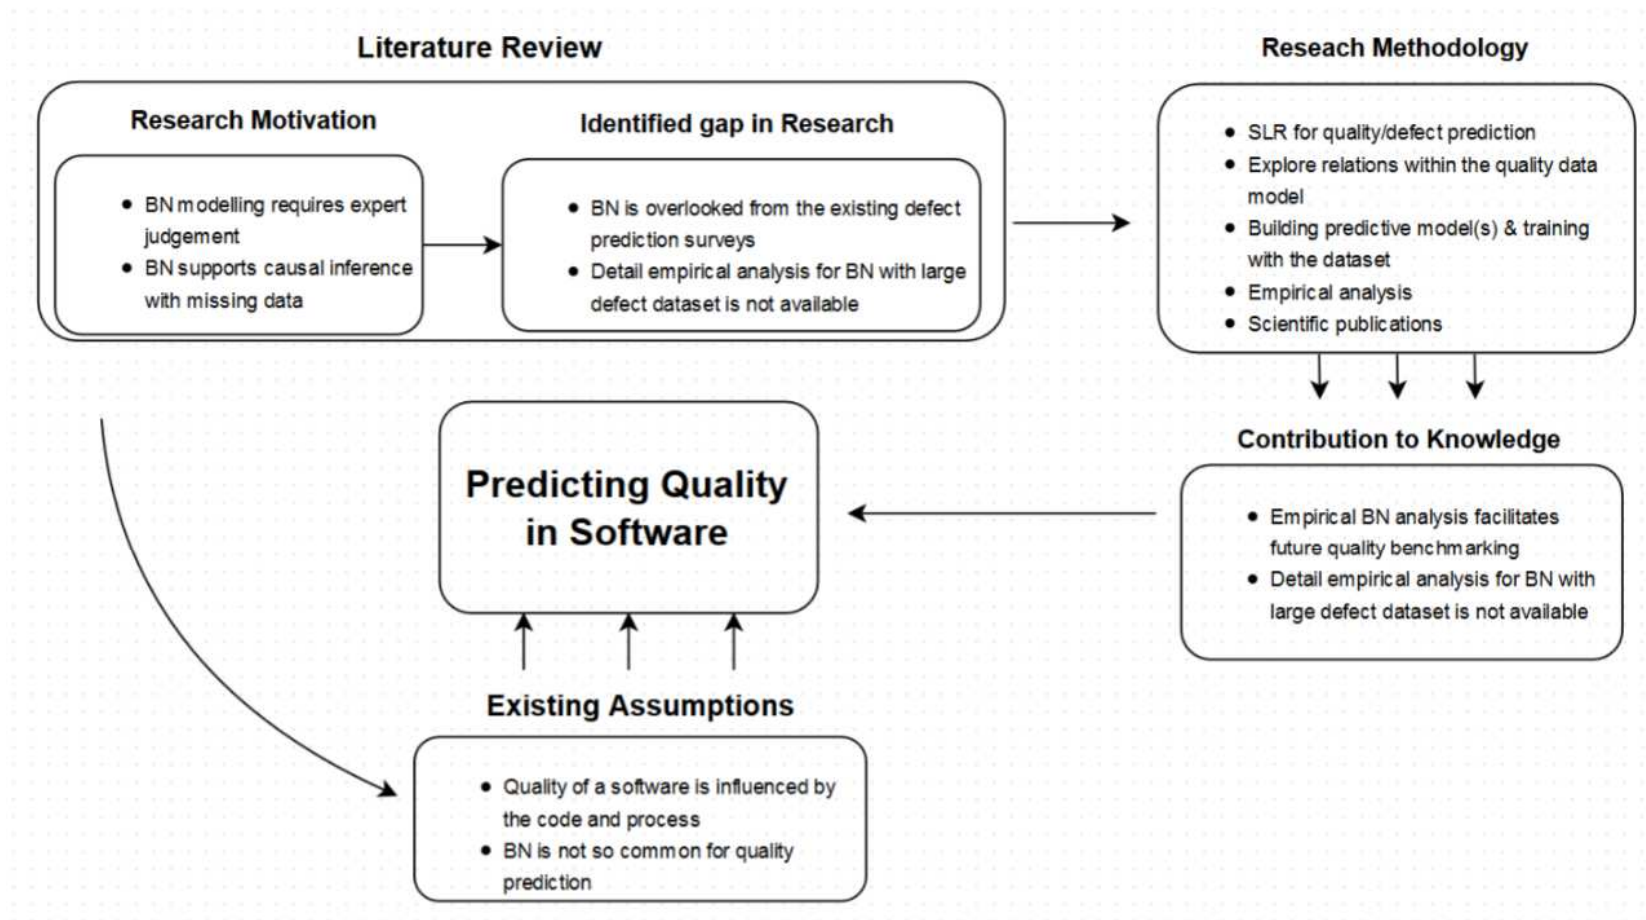 Literature Review
Research Motivation
• BN modelling requires expert
judgement
• BN supports causal inference
with missing data
Identified gap in Research
• BN is overlooked from the existing defect
prediction surveys
• Detail empirical analysis for BN with large
defect dataset is not available
Reseach Methodology
• SLR for quality/defect prediction
• Explore relations within the quality data
model
• Building predictive model(s) & training
with the dataset
• Empirical analysis
• Scientific publications
Contribution to Knowledge
• Empirical BN analysis facilitates
future quality benchmarking
• Detail empirical analysis for BN with
large defect dataset is not available
Predicting Quality
in Software
Existing Assumptions
• Quality of a software is influenced by
the code and process
• BN is not so common for quality
prediction